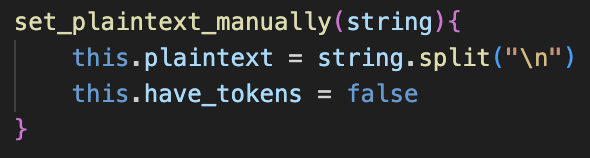 set_plaintext_manually(string){
    this.plaintext = string.split("\n")
    this.have_tokens = false
}